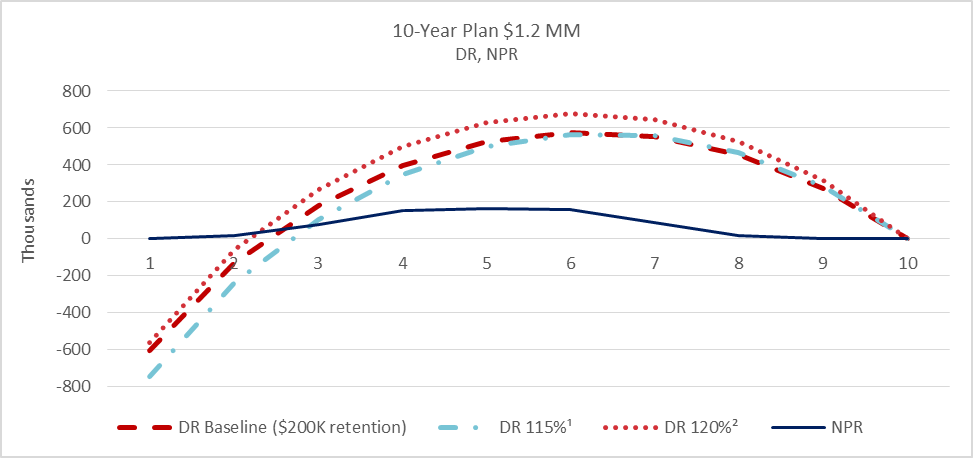 10-Year Plan $1.2 MM
DR, NPR
Thousands
800
600
400
200
0
-200
-400
-600
-800
1 2 3 4 5 6 7 8 9 10
DR Baseline ($200K retention) DR 115%¹ DR 120%² NPR